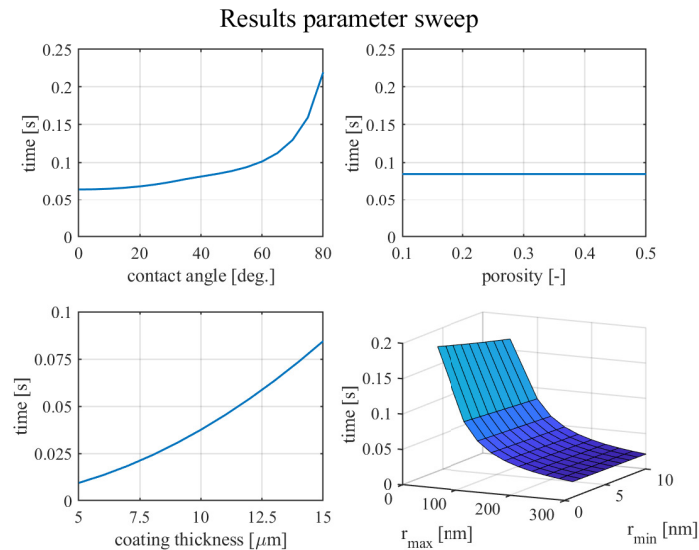 Results parameter sweep
0.25
0.2
0.15
0.1
0.05
0
time [s]
0 20 40 60 80
contact angle [deg.]
0.25
0.2
0.15
0.1
0.05
0
time [s]
0.1 0.2 0.3 0.4 0.5
porosity [-]
0.1
0.075
0.05
0.025
0
time [s]
5 7.5 10 12.5 15
coating thickness [μm]
0.2
0.15
0.1
0.05
0
time [s]
0 100 200 300
r_max [nm]
0 5 10
r_min [nm]